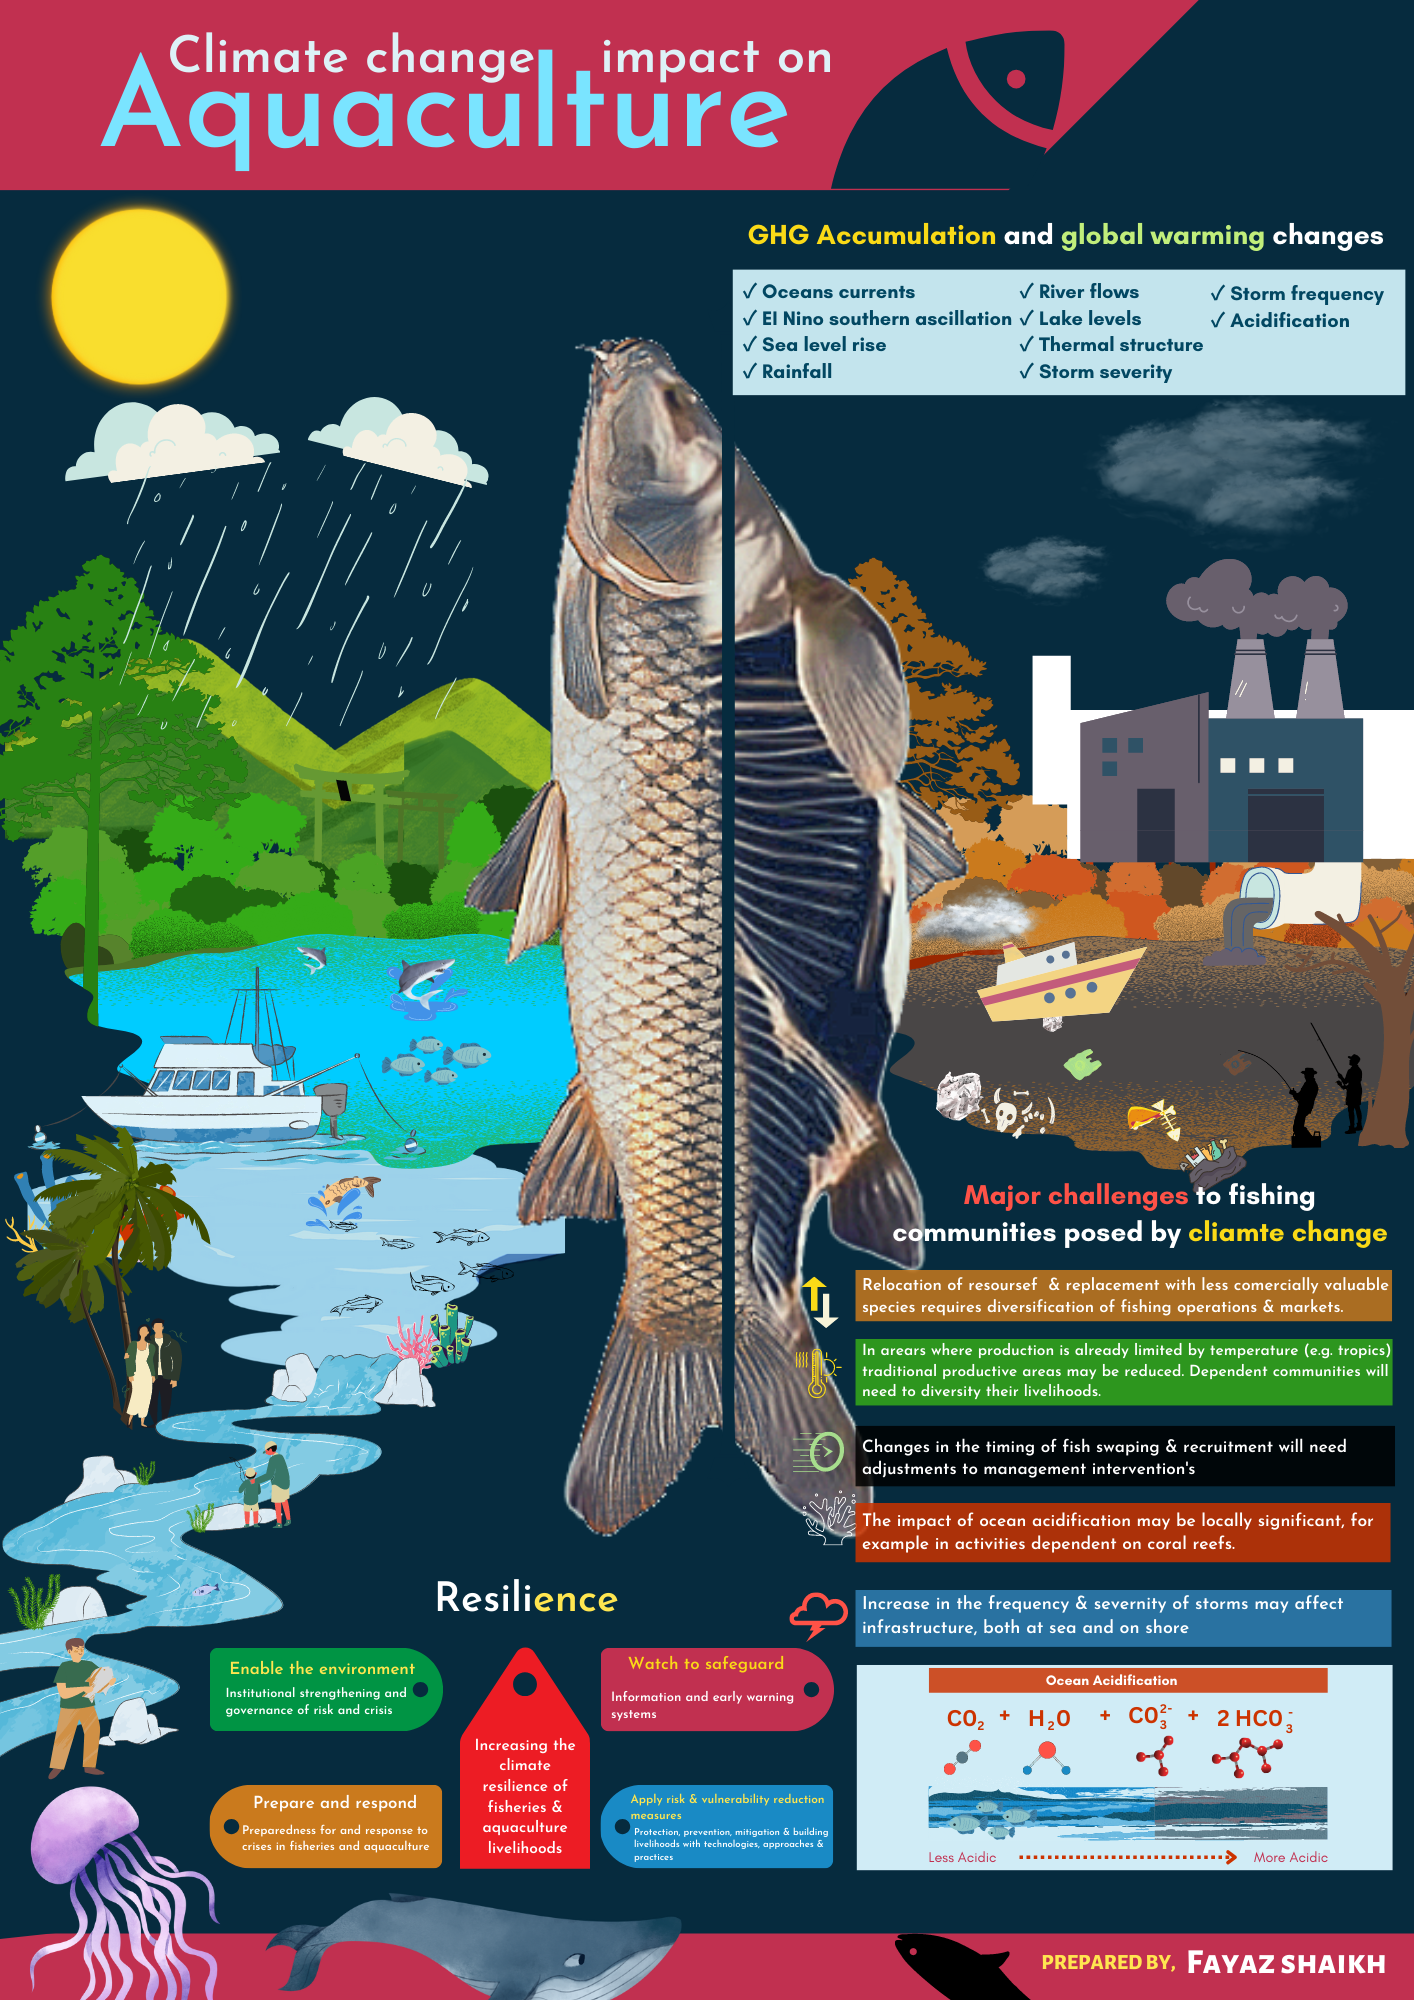 Climate change impact on
Aquaculture
GHG Accumulation and global warming changes
✓ Oceans currents
✓ El Nino southern ascillation
✓ Sea level rise
✓ Rainfall
✓ River flows
✓ Lake levels
✓ Thermal structure
✓ Storm severity
✓ Storm frequency
✓ Acidification
Major challenges to fishing
communities posed by cliamte change
Relocation of resoursef & replacement with less comercially valuable
species requires diversification of fishing operations & markets.
In arears where production is already limited by temperature (e.g. tropics)
traditional productive areas may be reduced. Dependent communities will
need to diversity their livelihoods.
Changes in the timing of fish swaping & recruitment will need
adjustments to management intervention's
The impact of ocean acidification may be locally significant, for
example in activities dependent on coral reefs.
Increase in the frequency & severnity of storms may affect
infrastructure, both at sea and on shore
Resilience
Enable the environment
Institutional strengthening and
governance of risk and crisis
Watch to safeguard
Information and early warning
systems
Increasing the
climate
resilience of
fisheries &
aquaculture
livelihoods
Prepare and respond
Preparedness for and response to
crises in fisheries and aquaculture
Apply risk & vulnerability reduction
measures
Protection, prevention, mitigation & building
livelihoods with technologies, approaches &
practices
Ocean Acidification
CO2 + H2O + CO3 2- + 2 HCO3 -
Less Acidic
More Acidic
PREPARED BY, FAYAZ SHAIKH